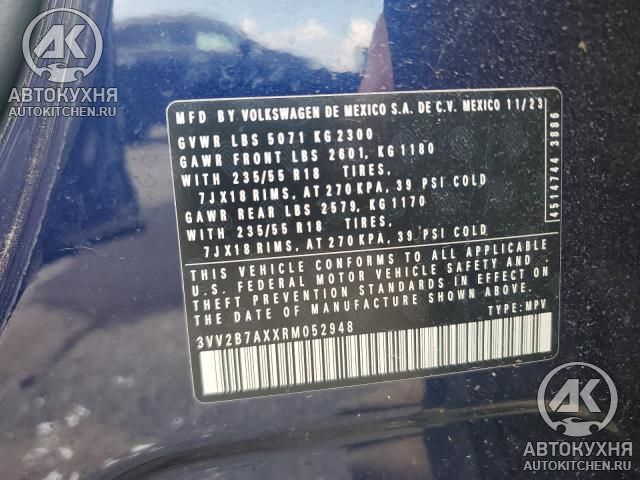 АВТОКУХНЯ
AUTOKITCHEN.RU
MFD BY VOLKSWAGEN DE MEXICO S.A. DE C.V. MEXICO 11/23
GVWR LBS 5071 KG 2300
GAWR FRONT LBS 2601, KG 1180
WITH 235/55 R18 TIRES,
7JX18 RIMS, AT 270 KPA, 39 PSI COLD
GAWR REAR LBS 2579, KG 1170
WITH 235/55 R18 TIRES,
7JX18 RIMS, AT 270 KPA, 39 PSI COLD
THIS VEHICLE CONFORMS TO ALL APPLICABLE
U.S. FEDERAL MOTOR VEHICLE SAFETY AND
THEFT PREVENTION STANDARDS IN EFFECT ON
THE DATE OF MANUFACTURE SHOWN ABOVE.
3VV2B7AXXRM052948
TYPE: MPV
4514744 3886
АК
АВТОКУХНЯ
AUTOKITCHEN.RU